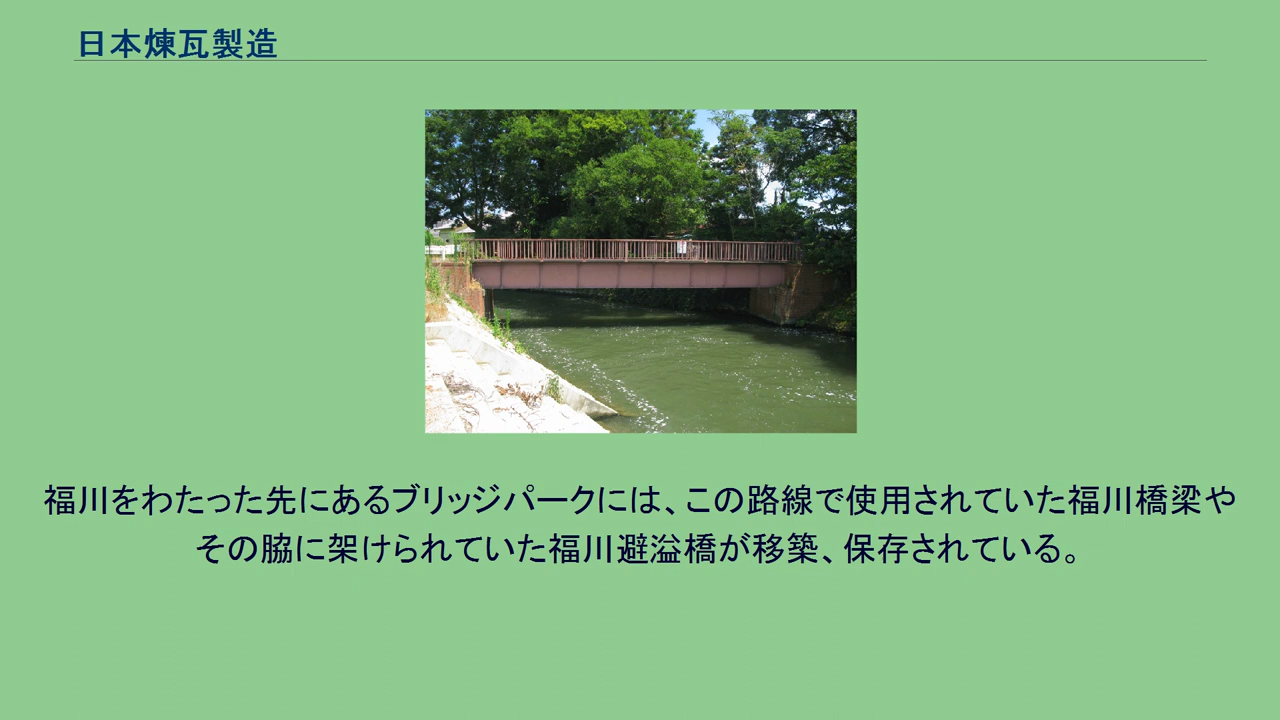 日本煉瓦製造
福川をわたった先にあるブリッジパークには、この路線で使用されていた福川橋梁や
その脇に架けられていた福川避溢橋が移築、保存されている。